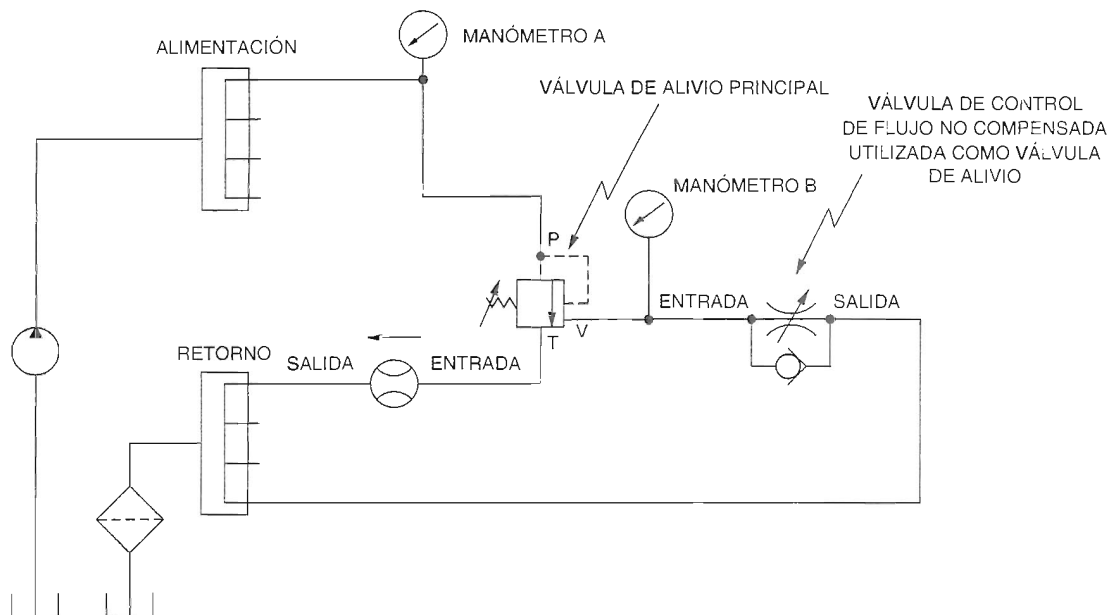 MANÓMETRO A
ALIMENTACIÓN
VÁLVULA DE ALIVIO PRINCIPAL
VÁLVULA DE CONTROL
DE FLUJO NO COMPENSADA
UTILIZADA COMO VÁLVULA
DE ALIVIO
MANÓMETRO B
P
ENTRADA
SALIDA
V
T
RETORNO
SALIDA
ENTRADA